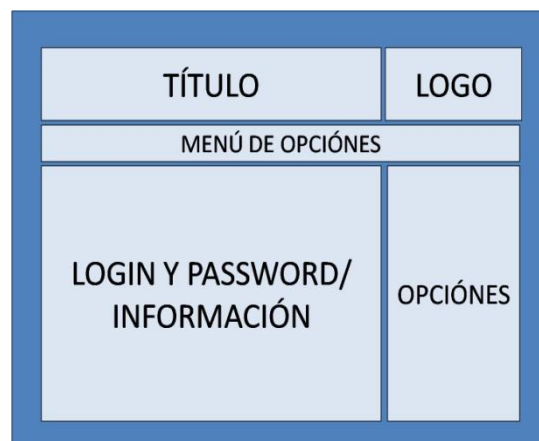 TÍTULO
LOGO
MENÚ DE OPCIÓNES
LOGIN Y PASSWORD/
INFORMACIÓN
OPCIÓNES